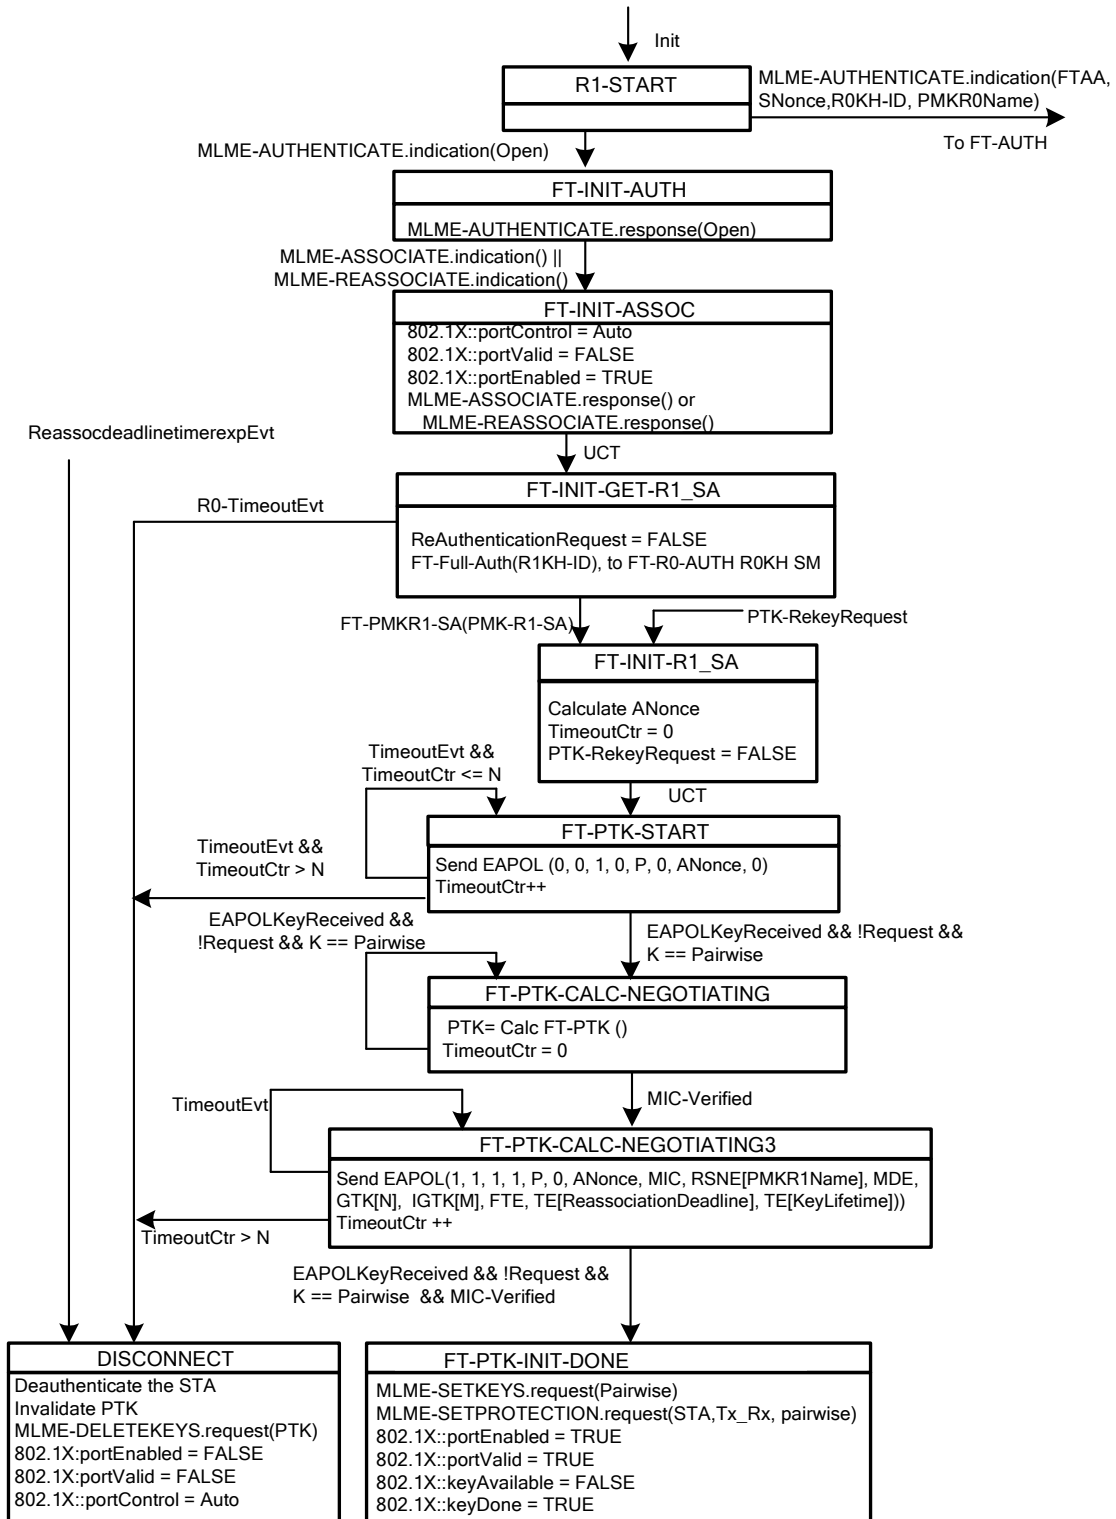 Init
R1-START
MLME-AUTHENTICATE.indication(FTAA,
SNonce,R0KH-ID, PMKR0Name)
To FT-AUTH
MLME-AUTHENTICATE.indication(Open)
FT-INIT-AUTH
MLME-AUTHENTICATE.response(Open)
MLME-ASSOCIATE.indication() ||
MLME-REASSOCIATE.indication()
FT-INIT-ASSOC
802.1X::portControl = Auto
802.1X::portValid = FALSE
802.1X::portEnabled = TRUE
MLME-ASSOCIATE.response() or
MLME-REASSOCIATE.response()
ReassocdeadlinetimerexpEvt
UCT
R0-TimeoutEvt
FT-INIT-GET-R1_SA
ReAuthenticationRequest = FALSE
FT-Full-Auth(R1KH-ID), to FT-R0-AUTH R0KH SM
FT-PMKR1-SA(PMK-R1-SA)
PTK-RekeyRequest
FT-INIT-R1_SA
Calculate ANonce
TimeoutCtr = 0
PTK-RekeyRequest = FALSE
TimeoutEvt &&
TimeoutCtr <= N
UCT
FT-PTK-START
Send EAPOL (0, 0, 1, 0, P, 0, ANonce, 0)
TimeoutCtr++
TimeoutEvt &&
TimeoutCtr > N
EAPOLKeyReceived &&
!Request && K == Pairwise
EAPOLKeyReceived && !Request &&
K == Pairwise
FT-PTK-CALC-NEGOTIATING
PTK= Calc FT-PTK ()
TimeoutCtr = 0
TimeoutEvt
MIC-Verified
FT-PTK-CALC-NEGOTIATING3
Send EAPOL(1, 1, 1, 1, P, 0, ANonce, MIC, RSNE[PMKR1Name], MDE,
GTK[N], IGTK[M], FTE, TE[ReassociationDeadline], TE[KeyLifetime]))
TimeoutCtr ++
TimeoutCtr > N
EAPOLKeyReceived && !Request &&
K == Pairwise && MIC-Verified
DISCONNECT
Deauthenticate the STA
Invalidate PTK
MLME-DELETEKEYS.request(PTK)
802.1X:portEnabled = FALSE
802.1X:portValid = FALSE
802.1X:portControl = Auto
FT-PTK-INIT-DONE
MLME-SETKEYS.request(Pairwise)
MLME-SETPROTECTION.request(STA,Tx_Rx, pairwise)
802.1X::portEnabled = TRUE
802.1X::portValid = TRUE
802.1X::keyAvailable = FALSE
802.1X::keyDone = TRUE